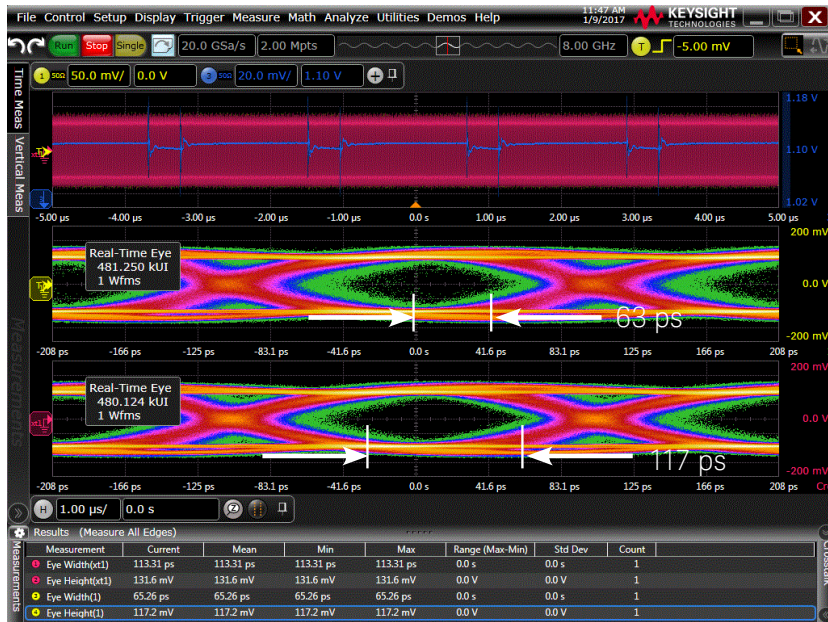 File Control Setup Display Trigger Measure Math Analyze Utilities Demos Help
11:47 AM
1/9/2017
KEYSIGHT
TECHNOLOGIES
Run Stop Single 20.0 GSa/s 2.00 Mpts 8.00 GHz T -5.00 mV
1 50Ω 50.0 mV/ 0.0 V 50Ω 20.0 mV/ 1.10 V
Time Meas
Vertical Meas
Measurements
1.18 V
1.10 V
1.02 V
-5.00 µs -4.00 µs -3.00 µs -2.00 µs -1.00 µs 0.0 s 1.00 µs 2.00 µs 3.00 µs 4.00 µs 5.00 µs
200 mV
Real-Time Eye
481.250 kUI
1 Wfms
0.0 V
63 ps
-200 mV
-208 ps -166 ps -125 ps -83.1 ps -41.6 ps 0.0 s 41.6 ps 83.1 ps 125 ps 166 ps 208 ps
200 mV
Real-Time Eye
480.124 kUI
1 Wfms
xt1
0.0 V
117 ps
-200 mV
-208 ps -166 ps -125 ps -83.1 ps -41.6 ps 0.0 s 41.6 ps 83.1 ps 125 ps 166 ps 208 ps
H 1.00 µs/ 0.0 s
Results (Measure All Edges)
Measurement Current Mean Min Max Range (Max-Min) Std Dev Count
Eye Width(xt1) 113.31 ps 113.31 ps 113.31 ps 113.31 ps 0.0 s 0.0 s 1
Eye Height(xt1) 131.6 mV 131.6 mV 131.6 mV 131.6 mV 0.0 V 0.0 V 1
Eye Width(1) 65.26 ps 65.26 ps 65.26 ps 65.26 ps 0.0 s 0.0 s 1
Eye Height(1) 117.2 mV 117.2 mV 117.2 mV 117.2 mV 0.0 V 0.0 V 1
Measurements
Crosstalk